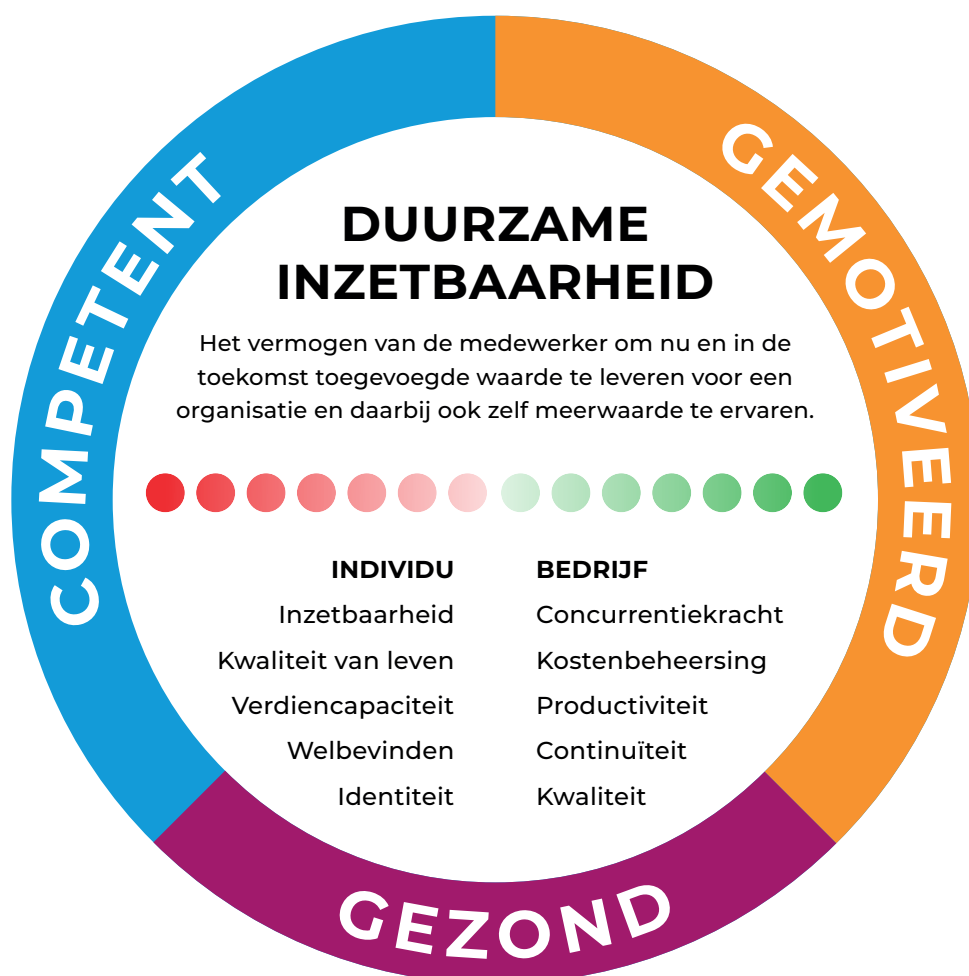 COMPETENT
GEMOTIVEERD
DUURZAME
INZETBAARHEID
Het vermogen van de medewerker om nu en in de
toekomst toegevoegde waarde te leveren voor een
organisatie en daarbij ook zelf meerwaarde te ervaren.
INDIVIDU
Inzetbaarheid
Kwaliteit van leven
Verdiencapaciteit
Welbevinden
Identiteit
BEDRIJF
Concurrentiekracht
Kostenbeheersing
Productiviteit
Continuïteit
Kwaliteit
GEZOND